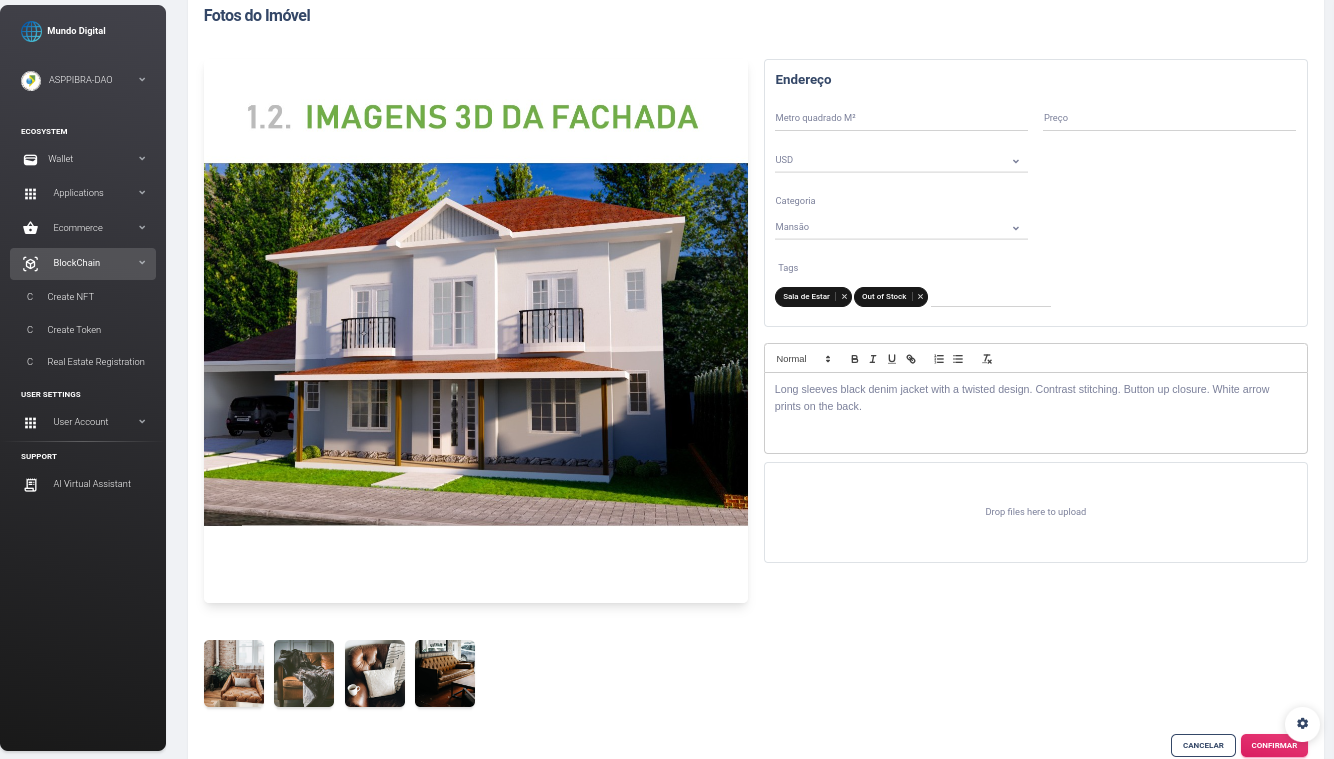 Mundo Digital
ASPPIBRA-DAO
ECOSYSTEM
Wallet
Applications
Ecommerce
BlockChain
C Create NFT
C Create Token
C Real Estate Registration
USER SETTINGS
User Account
SUPPORT
AI Virtual Assistant
Fotos do Imóvel
1.2. IMAGENS 3D DA FACHADA
Endereço
Metro quadrado M² Preço
USD
Categoria
Mansão
Tags
Sala de Estar × Out of Stock ×
Normal B I U
Long sleeves black denim jacket with a twisted design. Contrast stitching. Button up closure. White arrow
prints on the back.
Drop files here to upload
CANCELAR CONFIRMAR